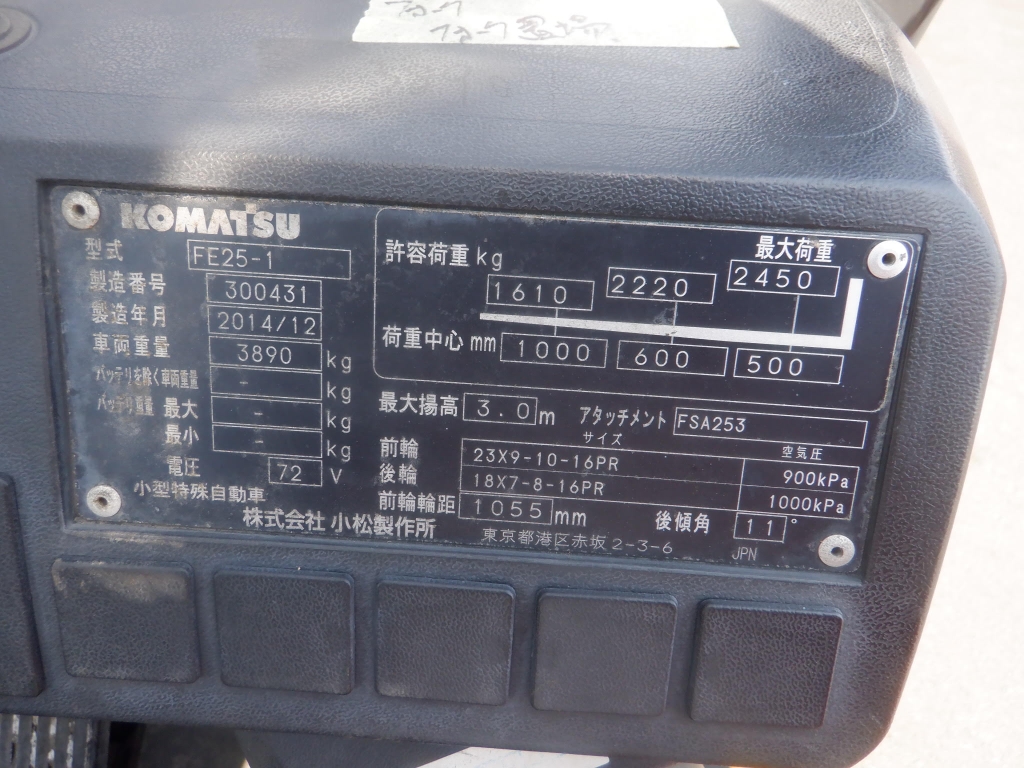 フォーク
KOMATSU
型式 FE25-1
製造番号 300431
製造年月 2014/12
車両重量 3890 kg
バッテリを除く車両重量 - kg
バッテリ重量 最大 - kg
最小 - kg
電圧 72 V
小型特殊自動車
許容荷重 kg 最大荷重
1610 2220 2450
荷重中心 mm 1000 600 500
最大揚高 3.0 m アタッチメント FSA253
サイズ 空気圧
前輪 23X9-10-16PR 900kPa
後輪 18X7-8-16PR 1000kPa
前輪輪距 1055 mm 後傾角 11°
株式会社 小松製作所 東京都港区赤坂 2-3-6 JPN